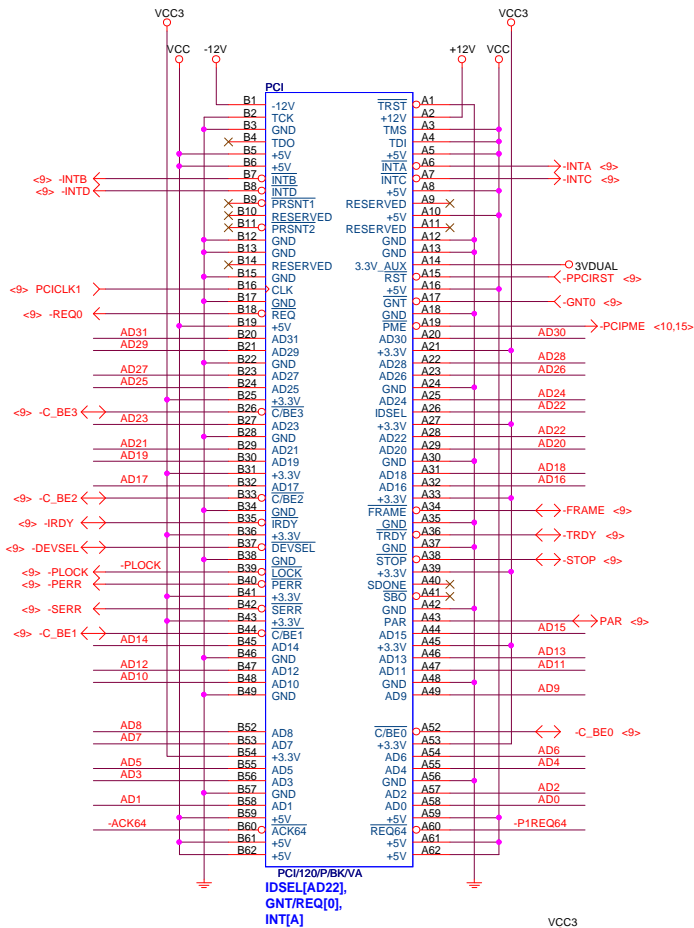 VCC3 VCC3
VCC -12V +12V VCC
PCI
B1 -12V TRST A1
B2 TCK +12V A2
B3 GND TMS A3
B4 TDO TDI A4
B5 +5V +5V A5
B6 +5V INTA A6 -INTA <9>
<9> -INTB B7 INTB INTC A7 -INTC <9>
<9> -INTD B8 INTD +5V A8
B9 PRSNT1 RESERVED A9
B10 RESERVED +5V A10
B11 PRSNT2 RESERVED A11
B12 GND GND A12
B13 GND GND A13
B14 RESERVED 3.3V_AUX A14 3VDUAL
B15 GND RST A15 -PPCIRST <9>
<9> PCICLK1 B16 CLK +5V A16
B17 GND GNT A17 -GNT0 <9>
<9> -REQ0 B18 REQ GND A18
B19 +5V PME A19 -PCIPME <10,15>
AD31 B20 AD31 AD30 A20 AD30
AD29 B21 AD29 +3.3V A21
B22 GND AD28 A22 AD28
AD27 B23 AD27 AD26 A23 AD26
AD25 B24 AD25 GND A24
B25 +3.3V AD24 A25 AD24
<9> -C_BE3 B26 C/BE3 IDSEL A26 AD22
AD23 B27 AD23 +3.3V A27
B28 GND AD22 A28 AD22
AD21 B29 AD21 AD20 A29 AD20
AD19 B30 AD19 GND A30
B31 +3.3V AD18 A31 AD18
AD17 B32 AD17 AD16 A32 AD16
<9> -C_BE2 B33 C/BE2 +3.3V A33
B34 GND FRAME A34 -FRAME <9>
<9> -IRDY B35 IRDY GND A35
B36 +3.3V TRDY A36 -TRDY <9>
<9> -DEVSEL B37 DEVSEL GND A37
B38 GND STOP A38 -STOP <9>
<9> -PLOCK -PLOCK B39 LOCK +3.3V A39
<9> -PERR B40 PERR SDONE A40
B41 +3.3V SBO A41
<9> -SERR B42 SERR GND A42
B43 +3.3V PAR A43 PAR <9>
<9> -C_BE1 B44 C/BE1 AD15 A44 AD15
AD14 B45 AD14 +3.3V A45
B46 GND AD13 A46 AD13
AD12 B47 AD12 AD11 A47 AD11
AD10 B48 AD10 GND A48
B49 GND AD9 A49 AD9
AD8 B52 AD8 C/BE0 A52 -C_BE0 <9>
AD7 B53 AD7 +3.3V A53
B54 +3.3V AD6 A54 AD6
AD5 B55 AD5 AD4 A55 AD4
AD3 B56 AD3 GND A56
B57 GND AD2 A57 AD2
AD1 B58 AD1 AD0 A58 AD0
B59 +5V +5V A59
-ACK64 B60 ACK64 REQ64 A60 -P1REQ64
B61 +5V +5V A61
B62 +5V +5V A62
PCI/120/P/BK/VA
IDSEL[AD22],
GNT/REQ[0],
INT[A]
VCC3